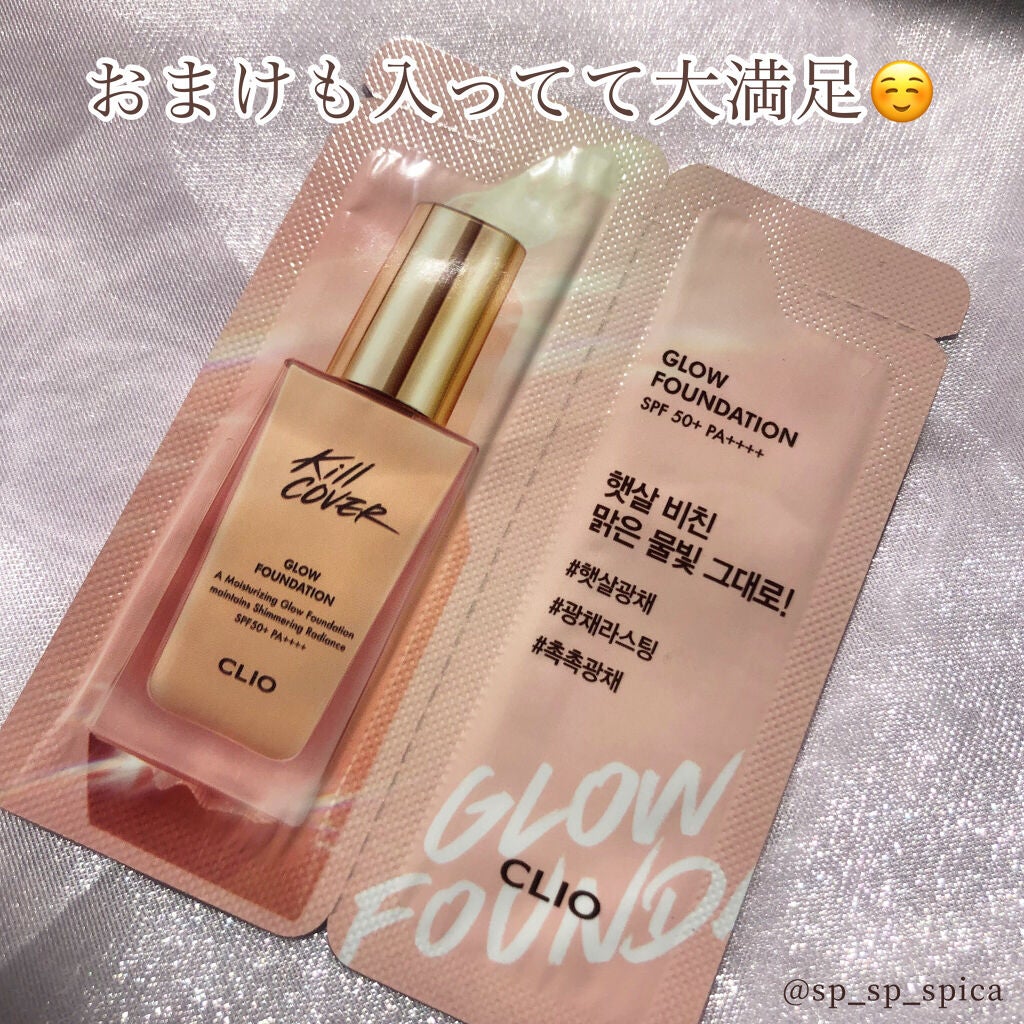 おまけも入ってて大満足☺️
Kill
COVER
GLOW
FOUNDATION
A Moisturizing Glow Foundation
maintains Shimmering Radiance
SPF50+ PA++++
CLIO
GLOW
FOUNDATION
SPF 50+ PA++++
햇살 비친
맑은 물빛 그대로!
#햇살광채
#광채라스팅
#촉촉광채
GLOW
FOUND
CLIO
@sp_sp_spica